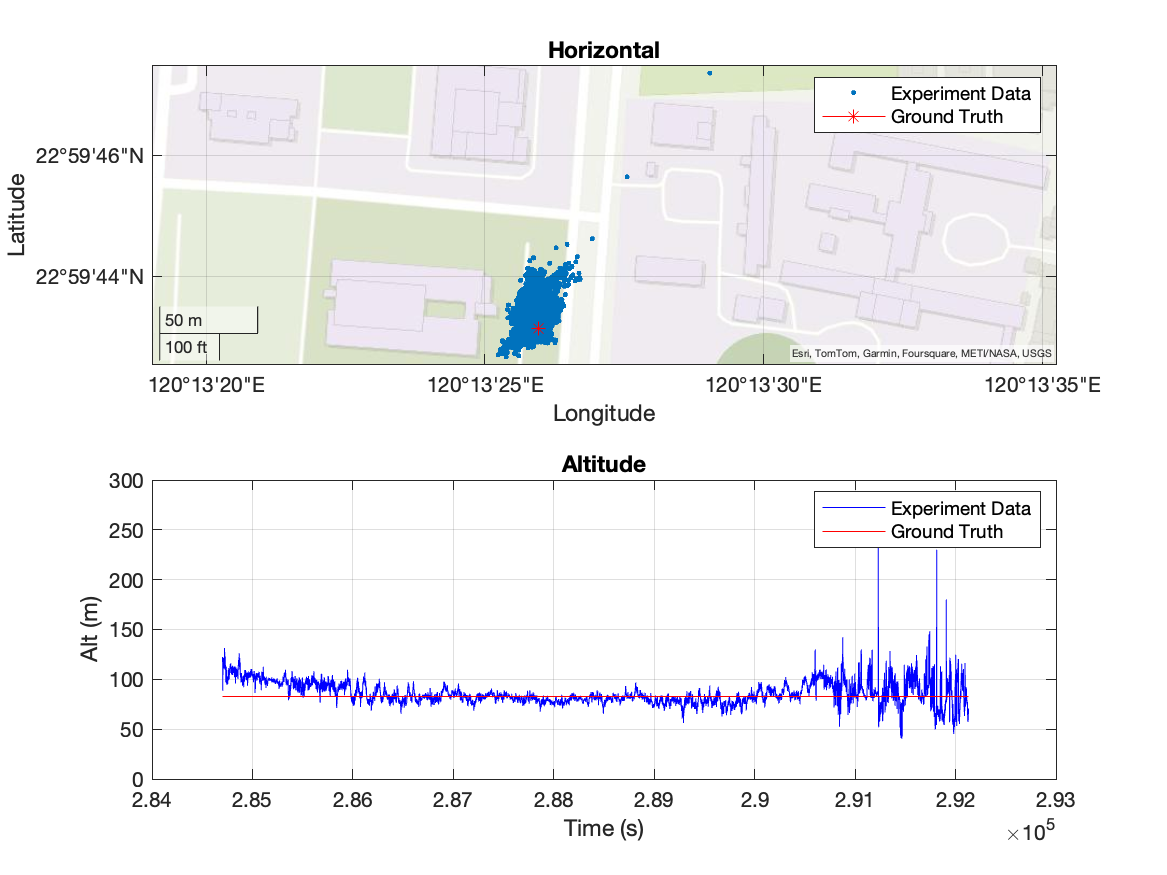 Horizontal
Experiment Data
Ground Truth
22°59'46"N
22°59'44"N
Latitude
50 m
100 ft
Esri, TomTom, Garmin, Foursquare, METI/NASA, USGS
120°13'20"E 120°13'25"E 120°13'30"E 120°13'35"E
Longitude
Altitude
300
250
200
150
100
50
0
Alt (m)
Experiment Data
Ground Truth
2.84 2.85 2.86 2.87 2.88 2.89 2.9 2.91 2.92 2.93
Time (s)
×10⁵